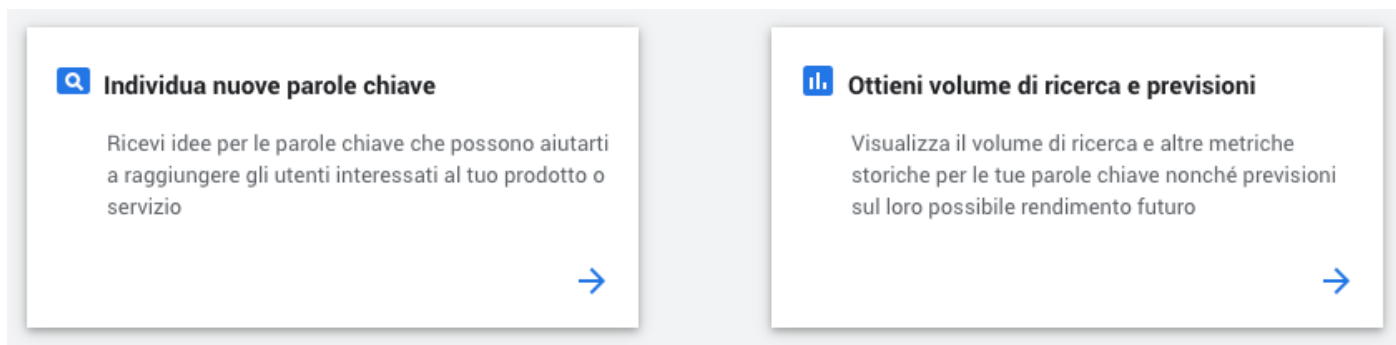 Individua nuove parole chiave
Ricevi idee per le parole chiave che possono aiutarti
a raggiungere gli utenti interessati al tuo prodotto o
servizio
Ottieni volume di ricerca e previsioni
Visualizza il volume di ricerca e altre metriche
storiche per le tue parole chiave nonché previsioni
sul loro possibile rendimento futuro